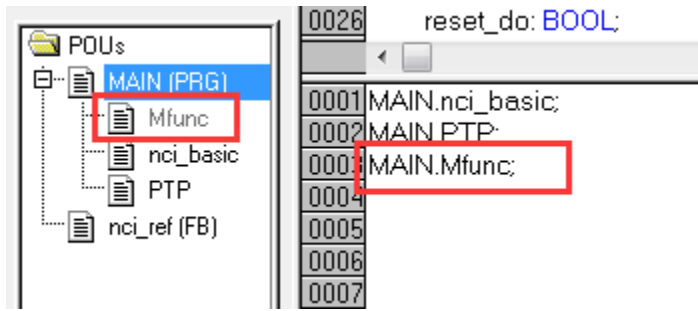 POUs
MAIN (PRG)
Mfunc
nci_basic
PTP
nci_ref (FB)
0026 reset_do: BOOL;
0001 MAIN.nci_basic;
0002 MAIN.PTP;
0003 MAIN.Mfunc;
0004
0005
0006
0007